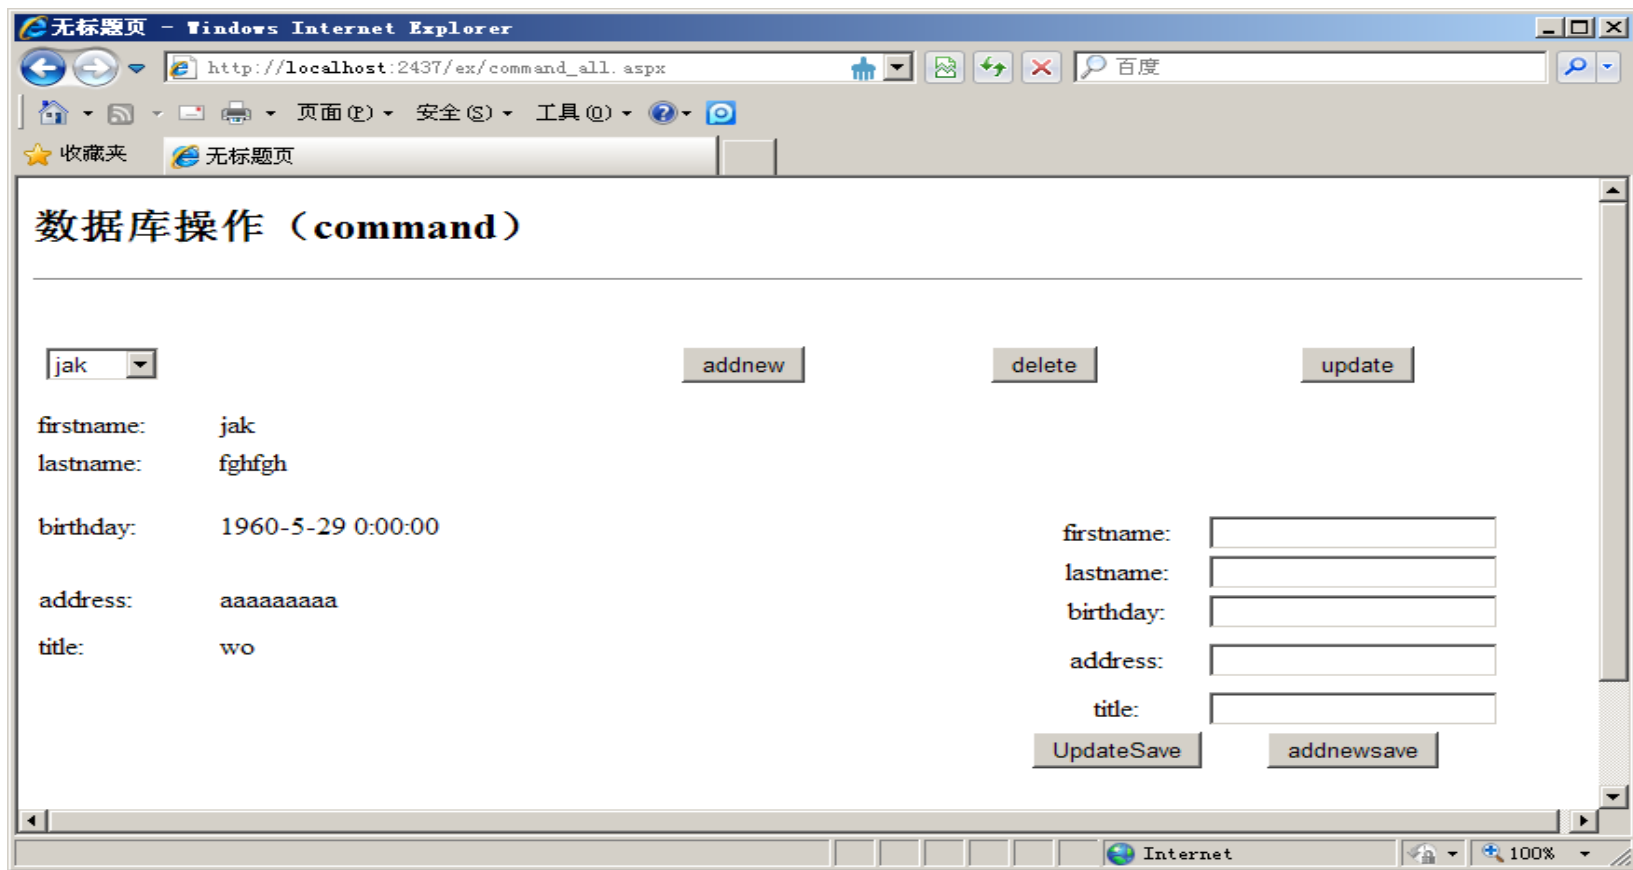 无标题页 - Windows Internet Explorer
http://localhost:2437/ex/command_all.aspx
百度
页面(P) 安全(S) 工具(O)
收藏夹 无标题页
数据库操作（command）
jak addnew delete update
firstname: jak
lastname: fghfgh
birthday: 1960-5-29 0:00:00
address: aaaaaaaaa
title: wo
firstname:
lastname:
birthday:
address:
title:
UpdateSave addnewsave
Internet 100%